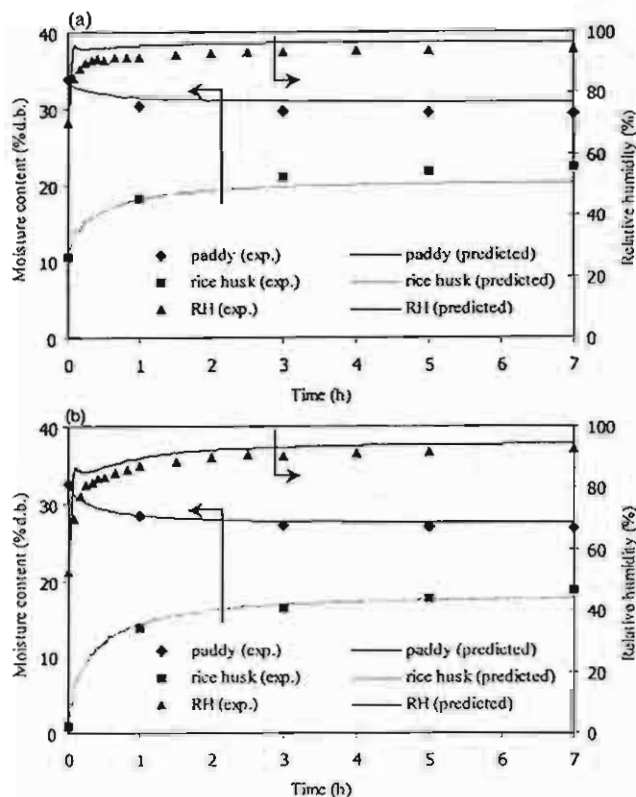 (a)
40
100
30
80
20
60
10
40
0
20
0
Moisture content (%d.b.)
Relative humidity (%)
paddy (exp.)
paddy (predicted)
rice husk (exp.)
rice husk (predicted)
RH (exp.)
RH (predicted)
0 1 2 3 4 5 6 7
Time (h)
(b)
40
100
30
80
20
60
10
40
0
20
0
Moisture content (%d.b.)
Relative humidity (%)
paddy (exp.)
paddy (predicted)
rice husk (exp.)
rice husk (predicted)
RH (exp.)
RH (predicted)
0 1 2 3 4 5 6 7
Time (h)